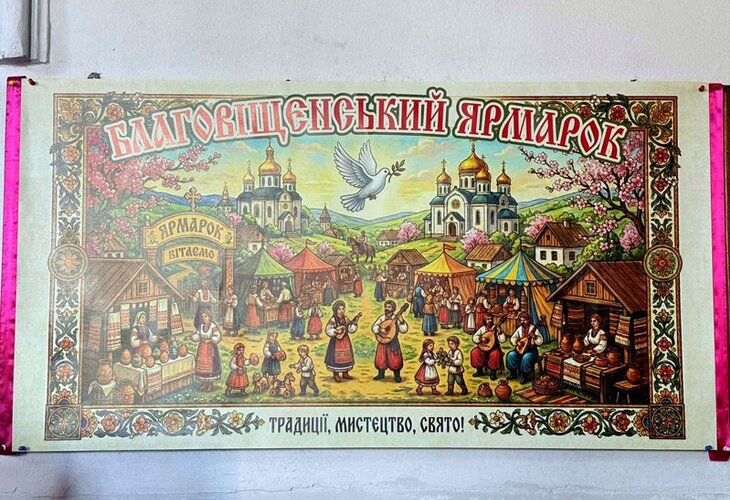 БЛАГОВІЩЕНСЬКИЙ ЯРМАРОК
ЯРМАРОК
ВІТАЄМО
ТРАДИЦІЇ, МИСТЕЦТВО, СВЯТО!